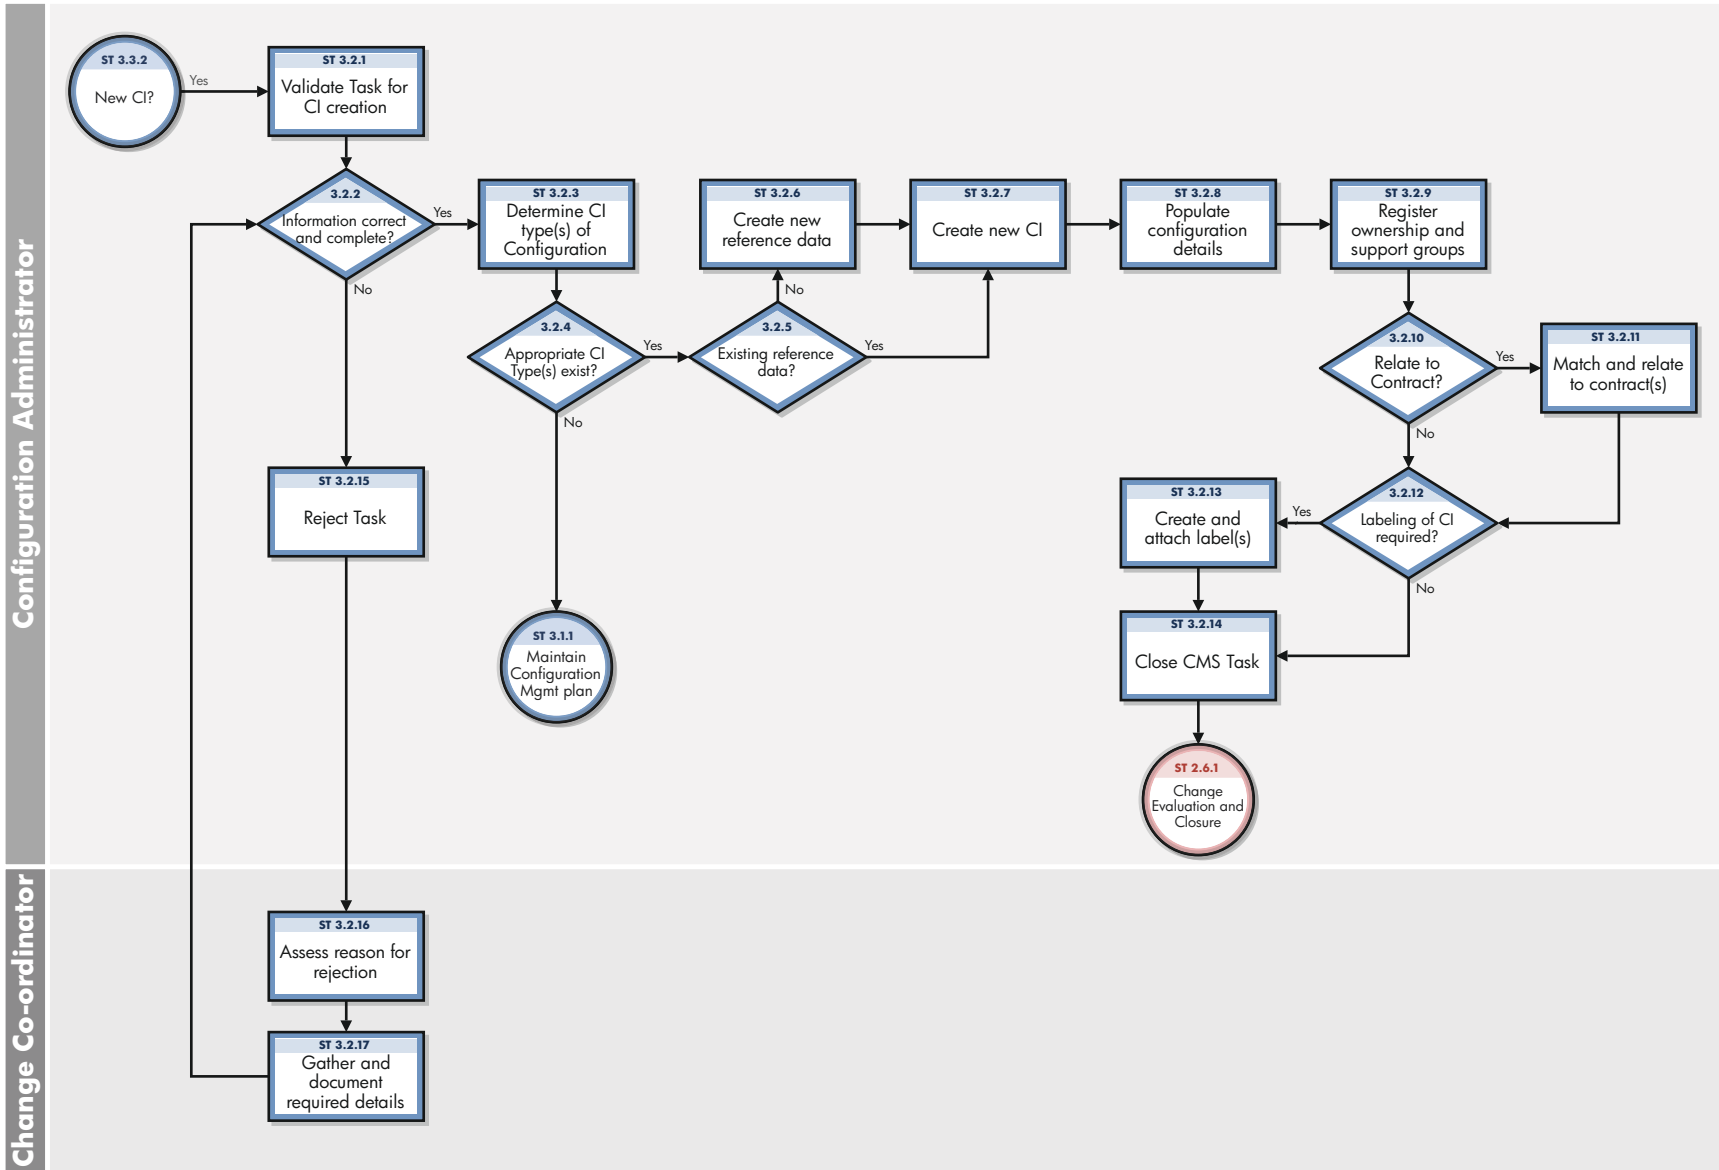 Configuration Administrator
ST 3.3.2
New CI?
Yes
ST 3.2.1
Validate Task for
CI creation
3.2.2
Information correct
and complete?
Yes
No
ST 3.2.3
Determine CI
type(s) of
Configuration
3.2.4
Appropriate CI
Type(s) exist?
Yes
No
3.2.5
Existing reference
data?
No
Yes
ST 3.2.6
Create new
reference data
ST 3.2.7
Create new CI
ST 3.2.8
Populate
configuration
details
ST 3.2.9
Register
ownership and
support groups
3.2.10
Relate to
Contract?
Yes
No
ST 3.2.11
Match and relate
to contract(s)
3.2.12
Labeling of CI
required?
Yes
No
ST 3.2.13
Create and
attach label(s)
ST 3.2.14
Close CMS Task
ST 2.6.1
Change
Evaluation and
Closure
ST 3.2.15
Reject Task
ST 3.1.1
Maintain
Configuration
Mgmt plan
Change Co-ordinator
ST 3.2.16
Assess reason for
rejection
ST 3.2.17
Gather and
document
required details